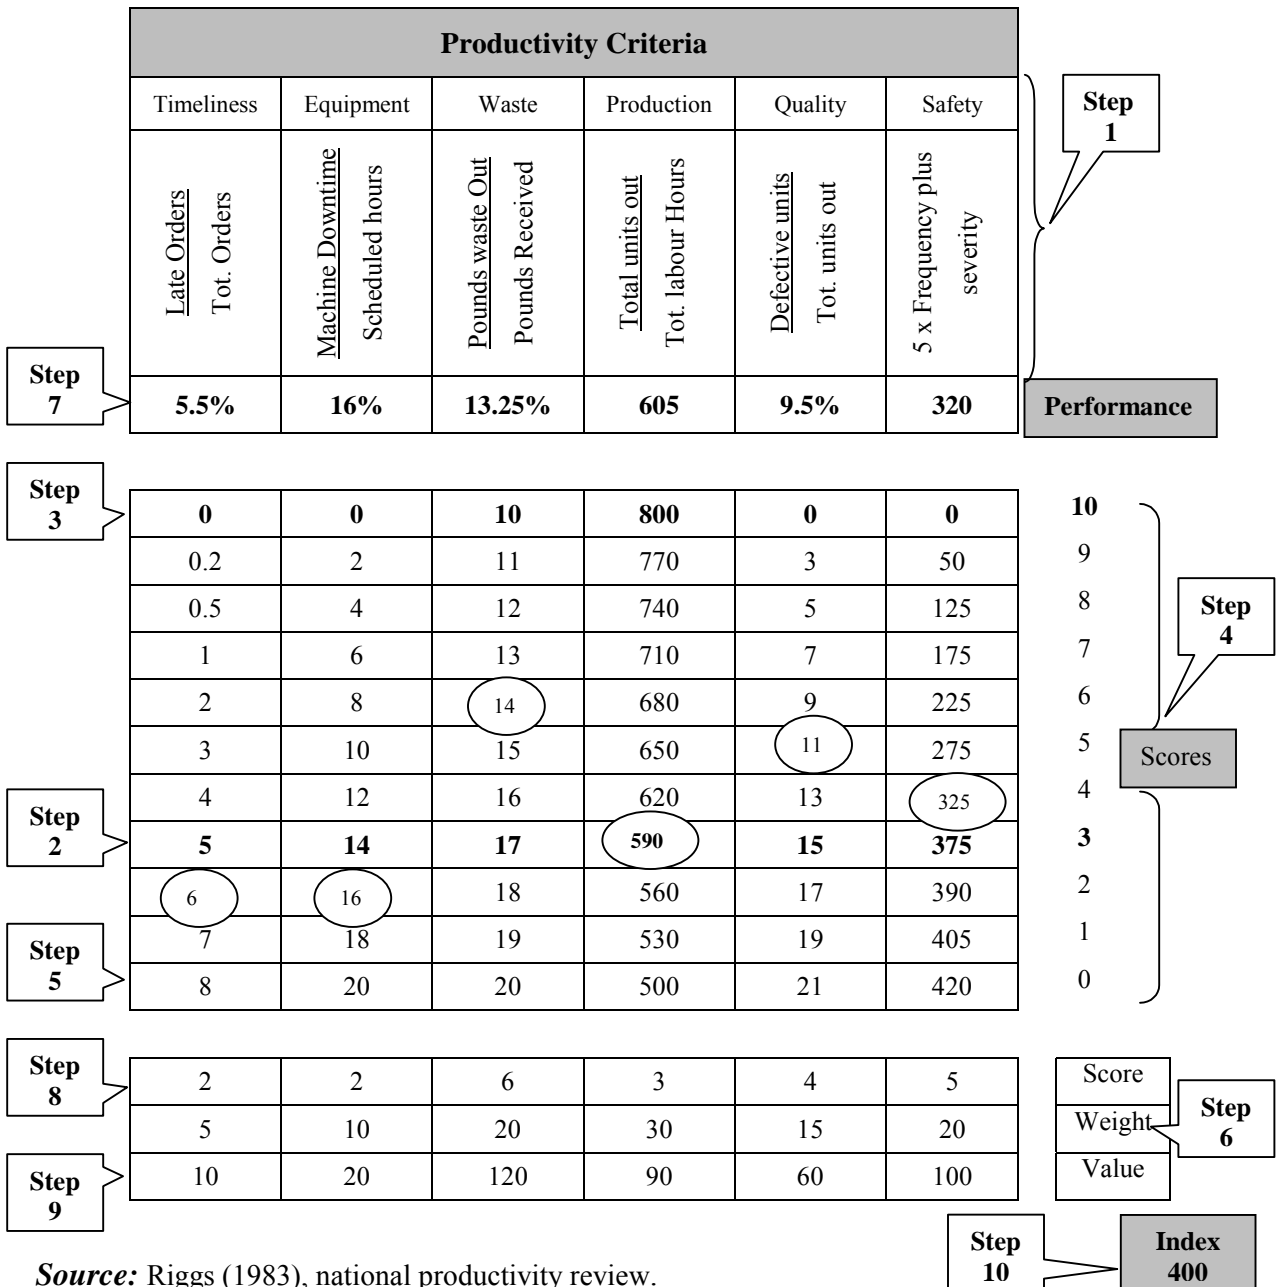 Productivity Criteria
Timeliness Equipment Waste Production Quality Safety
Step
1
Late Orders
Tot. Orders
Machine Downtime
Scheduled hours
Pounds waste Out
Pounds Received
Total units out
Tot. labour Hours
Defective units
Tot. units out
5 x Frequency plus
severity
Step
7
5.5% 16% 13.25% 605 9.5% 320 Performance
Step
3
0 0 10 800 0 0 10
0.2 2 11 770 3 50 9
0.5 4 12 740 5 125 8
Step
4
1 6 13 710 7 175 7
2 8 14 680 9 225 6
3 10 15 650 11 275 5
Scores
4 12 16 620 13 325 4
Step
2
5 14 17 590 15 375 3
6 16 18 560 17 390 2
7 18 19 530 19 405 1
Step
5
8 20 20 500 21 420 0
Step
8
2 2 6 3 4 5 Score
5 10 20 30 15 20 Weight
Step
6
10 20 120 90 60 100 Value
Step
9
Step
10
Index
400
Source: Riggs (1983), national productivity review.